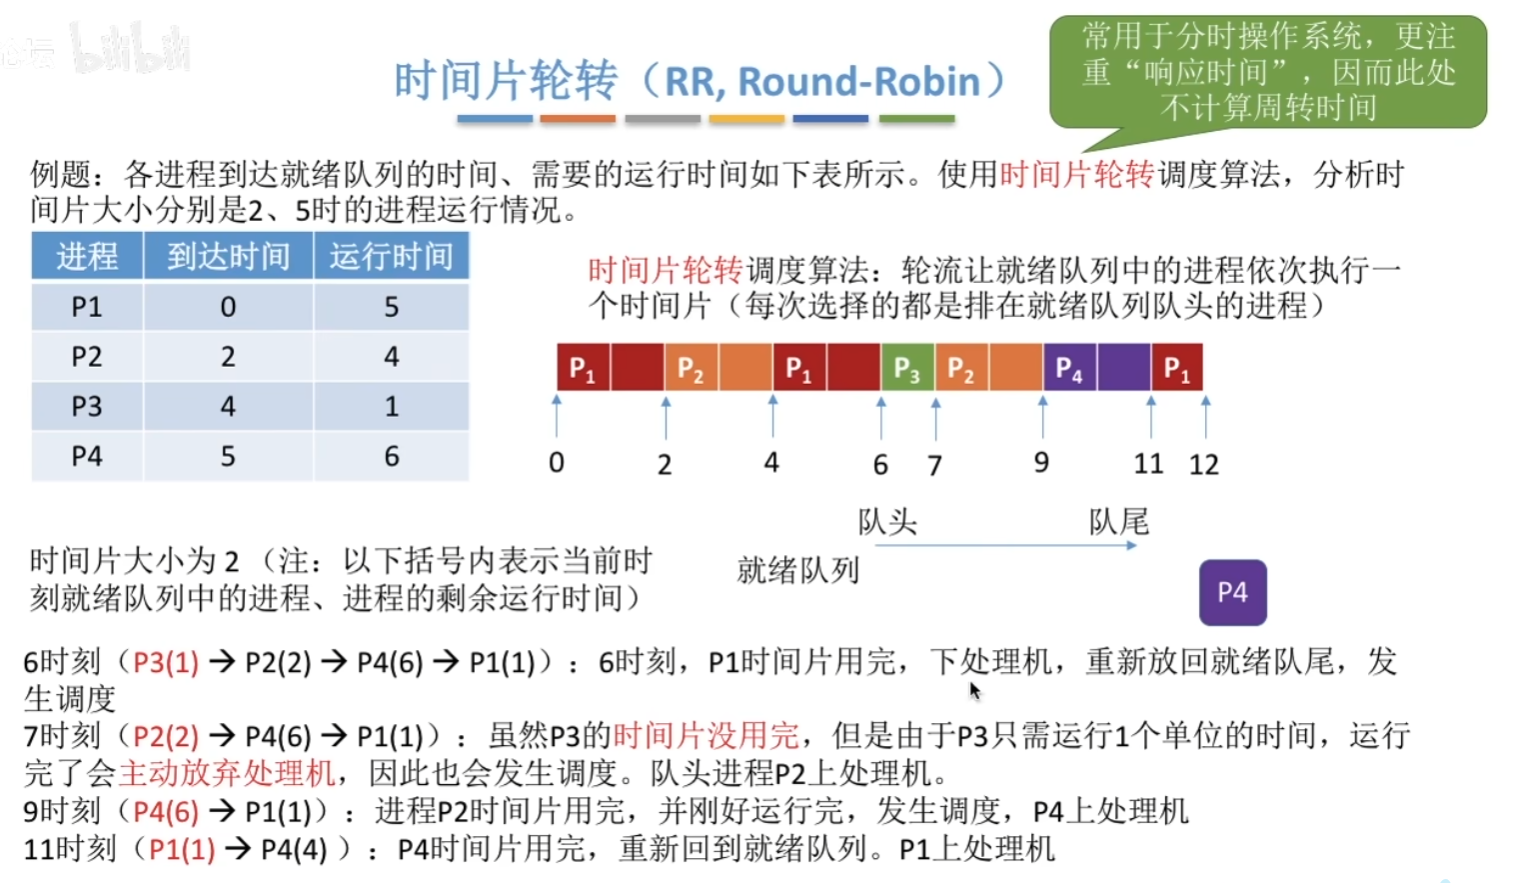 论坛 bilibili
常用于分时操作系统，更注
重“响应时间”，因而此处
不计算周转时间
时间片轮转（RR, Round-Robin）
例题：各进程到达就绪队列的时间、需要的运行时间如下表所示。使用时间片轮转调度算法，分析时
间片大小分别是2、5时的进程运行情况。
进程 到达时间 运行时间
P1 0 5
P2 2 4
P3 4 1
P4 5 6
时间片轮转调度算法：轮流让就绪队列中的进程依次执行一
个时间片（每次选择的都是排在就绪队列队头的进程）
P1 P2 P1 P3 P2 P4 P1
0 2 4 6 7 9 11 12
队头 队尾
就绪队列
P4
时间片大小为 2 （注：以下括号内表示当前时
刻就绪队列中的进程、进程的剩余运行时间）
6时刻（P3(1) → P2(2) → P4(6) → P1(1)）：6时刻，P1时间片用完，下处理机，重新放回就绪队尾，发
生调度
7时刻（P2(2) → P4(6) → P1(1)）：虽然P3的时间片没用完，但是由于P3只需运行1个单位的时间，运行
完了会主动放弃处理机，因此也会发生调度。队头进程P2上处理机。
9时刻（P4(6) → P1(1)）：进程P2时间片用完，并刚好运行完，发生调度，P4上处理机
11时刻（P1(1) → P4(4) ）：P4时间片用完，重新回到就绪队列。P1上处理机